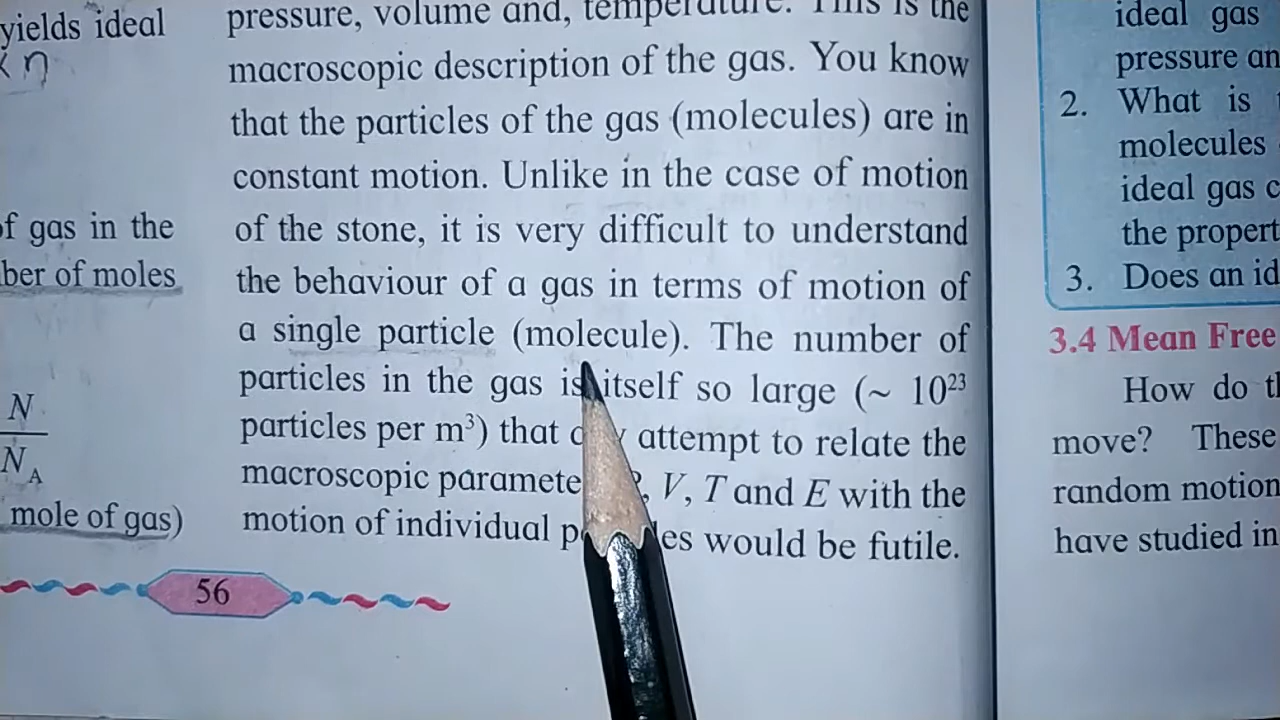 yields ideal
× η
of gas in the
ber of moles
N
N A
mole of gas)
56
pressure, volume and, temperature. This is the
macroscopic description of the gas. You know
that the particles of the gas (molecules) are in
constant motion. Unlike in the case of motion
of the stone, it is very difficult to understand
the behaviour of a gas in terms of motion of
a single particle (molecule). The number of
particles in the gas is itself so large (~ 10²³
particles per m³) that attempt to relate the
macroscopic V, T and E with the
motion of individual would be futile.
ideal gas
pressure an
2. What is
molecules
ideal gas c
the propert
3. Does an id
3.4 Mean Free
How do t
move? These
random motion
have studied in